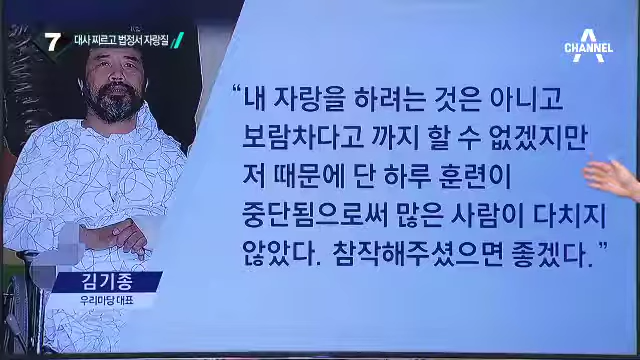 7 대사 찌르고 법정서 자랑질
CHANNEL A
“내 자랑을 하려는 것은 아니고
보람차다고 까지 할 수 없겠지만
저 때문에 단 하루 훈련이
중단됨으로써 많은 사람이 다치지
않았다. 참작해주셨으면 좋겠다.”
김기종
우리마당 대표